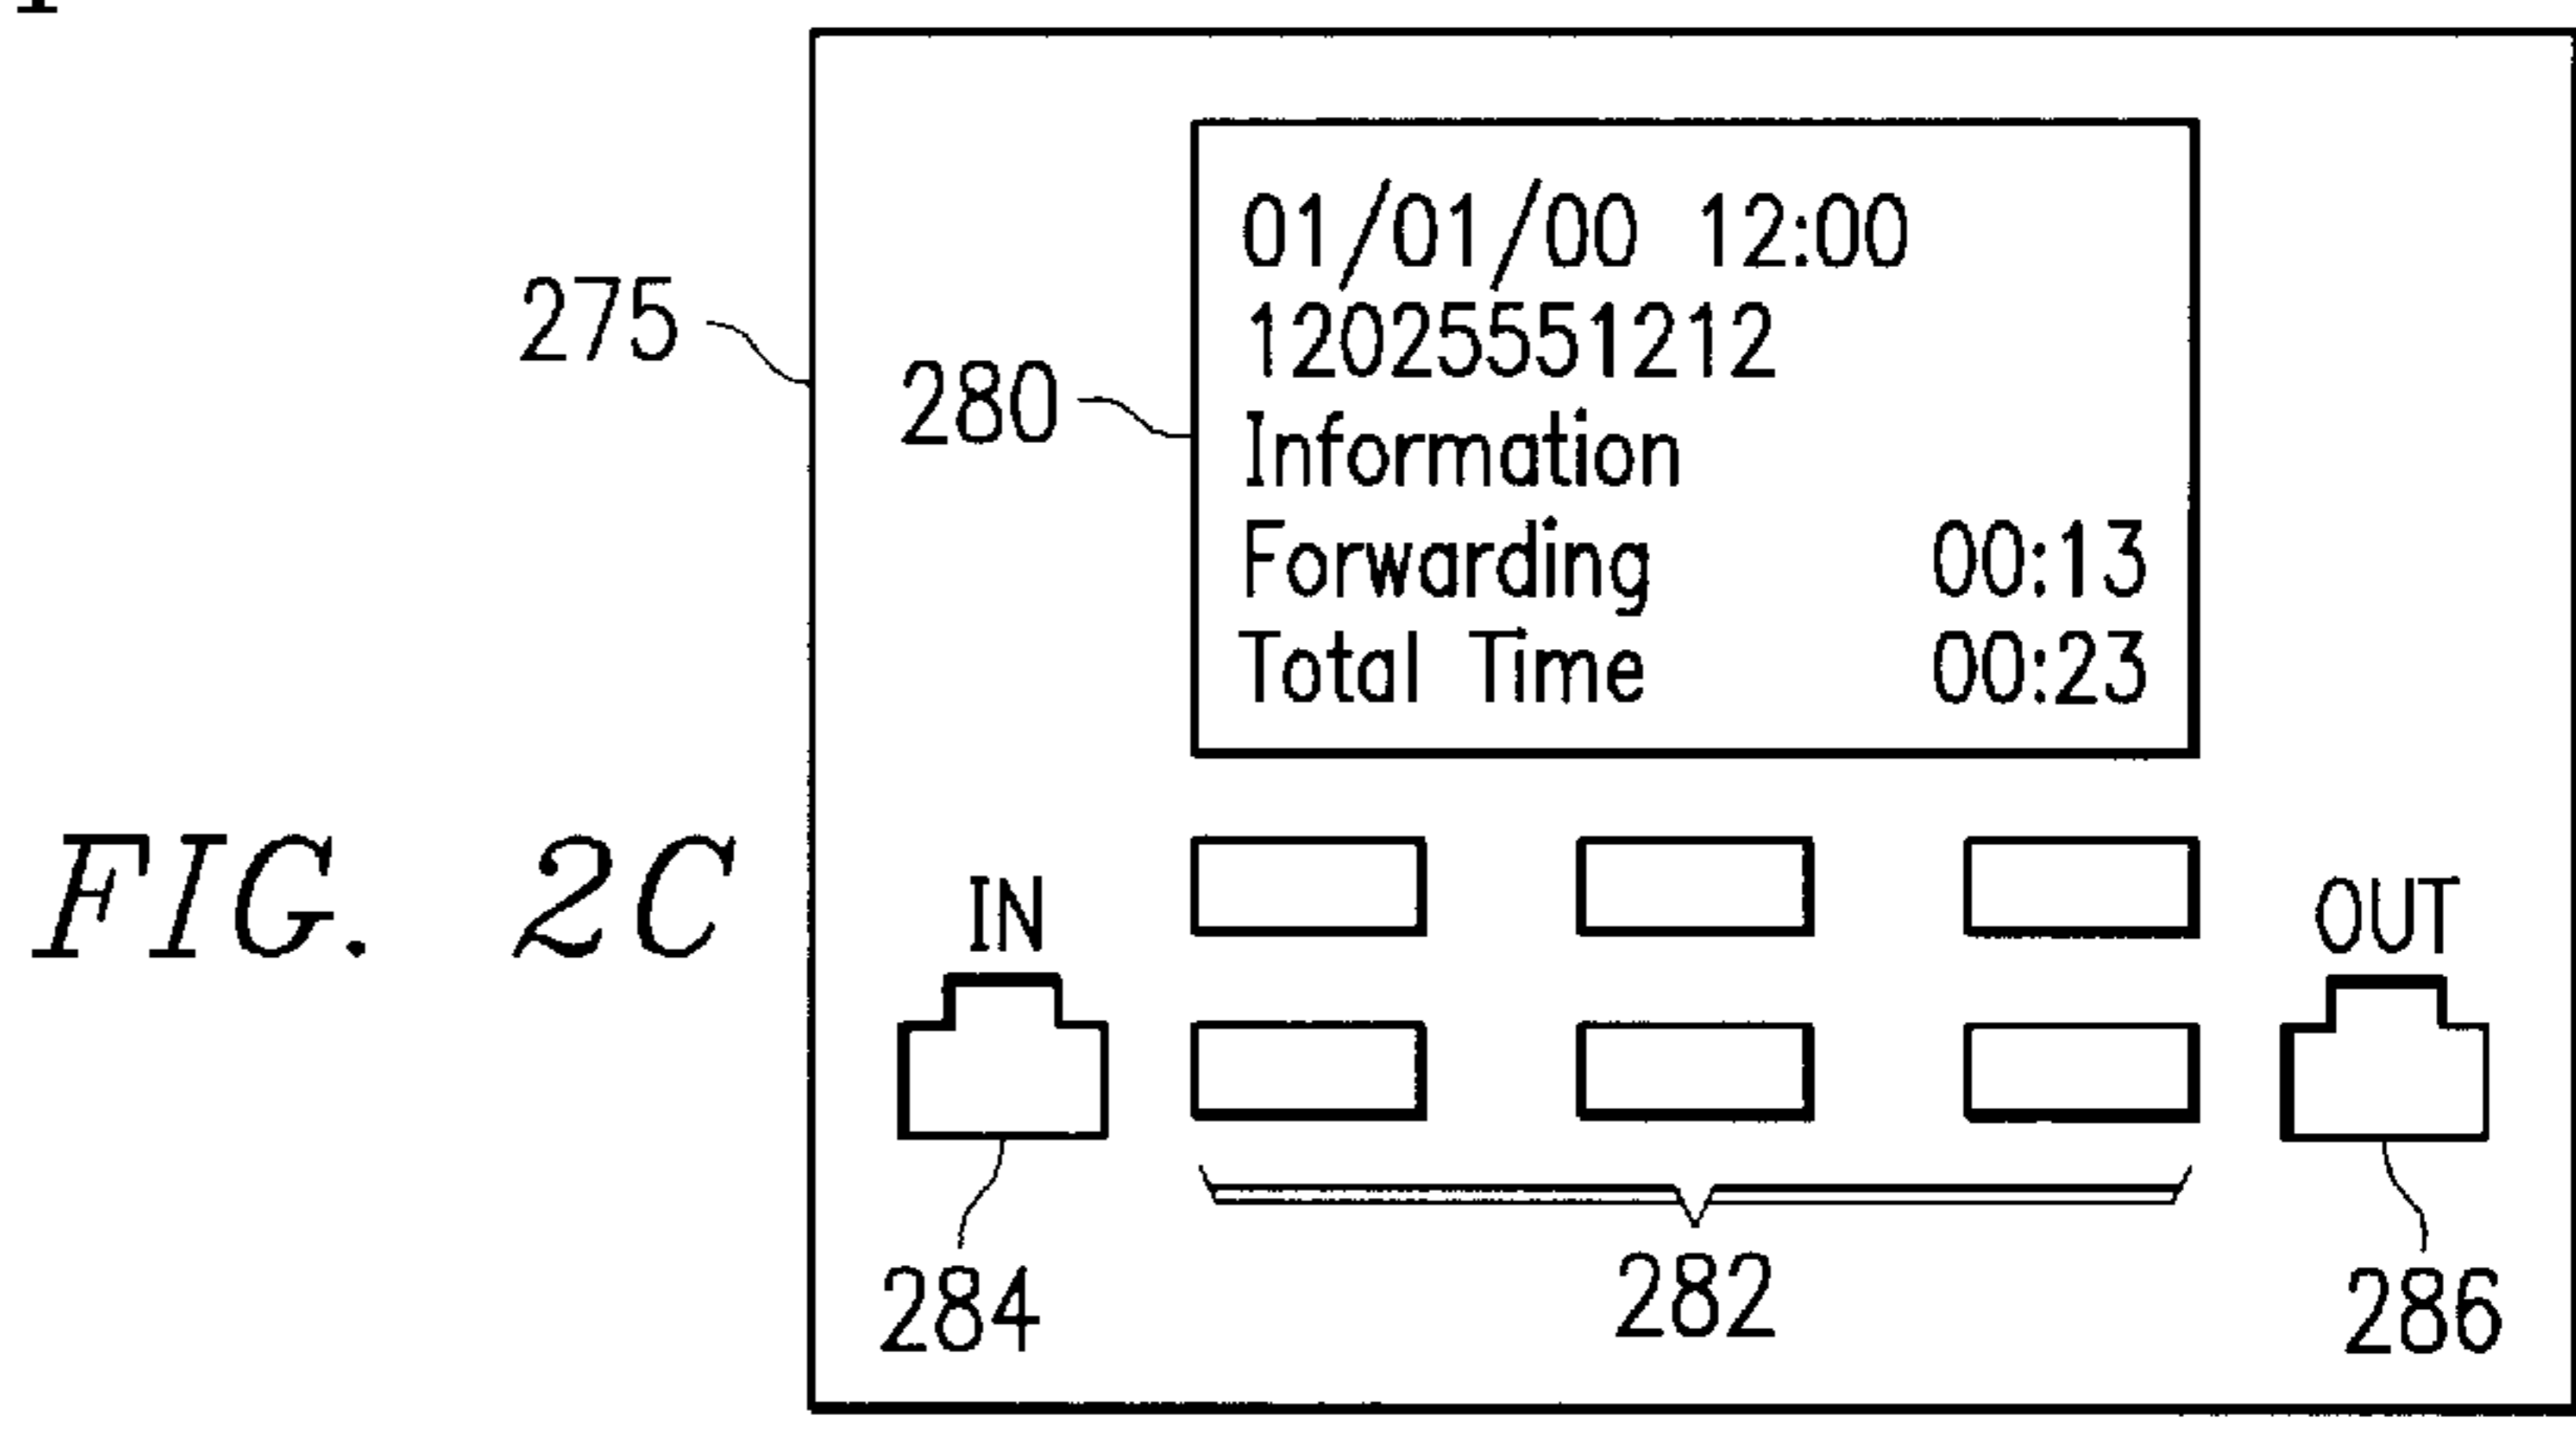 01/01/00 12:00
12025551212
Information
Forwarding 00:13
Total Time 00:23
275
280
FIG. 2C
IN
OUT
284
282
286